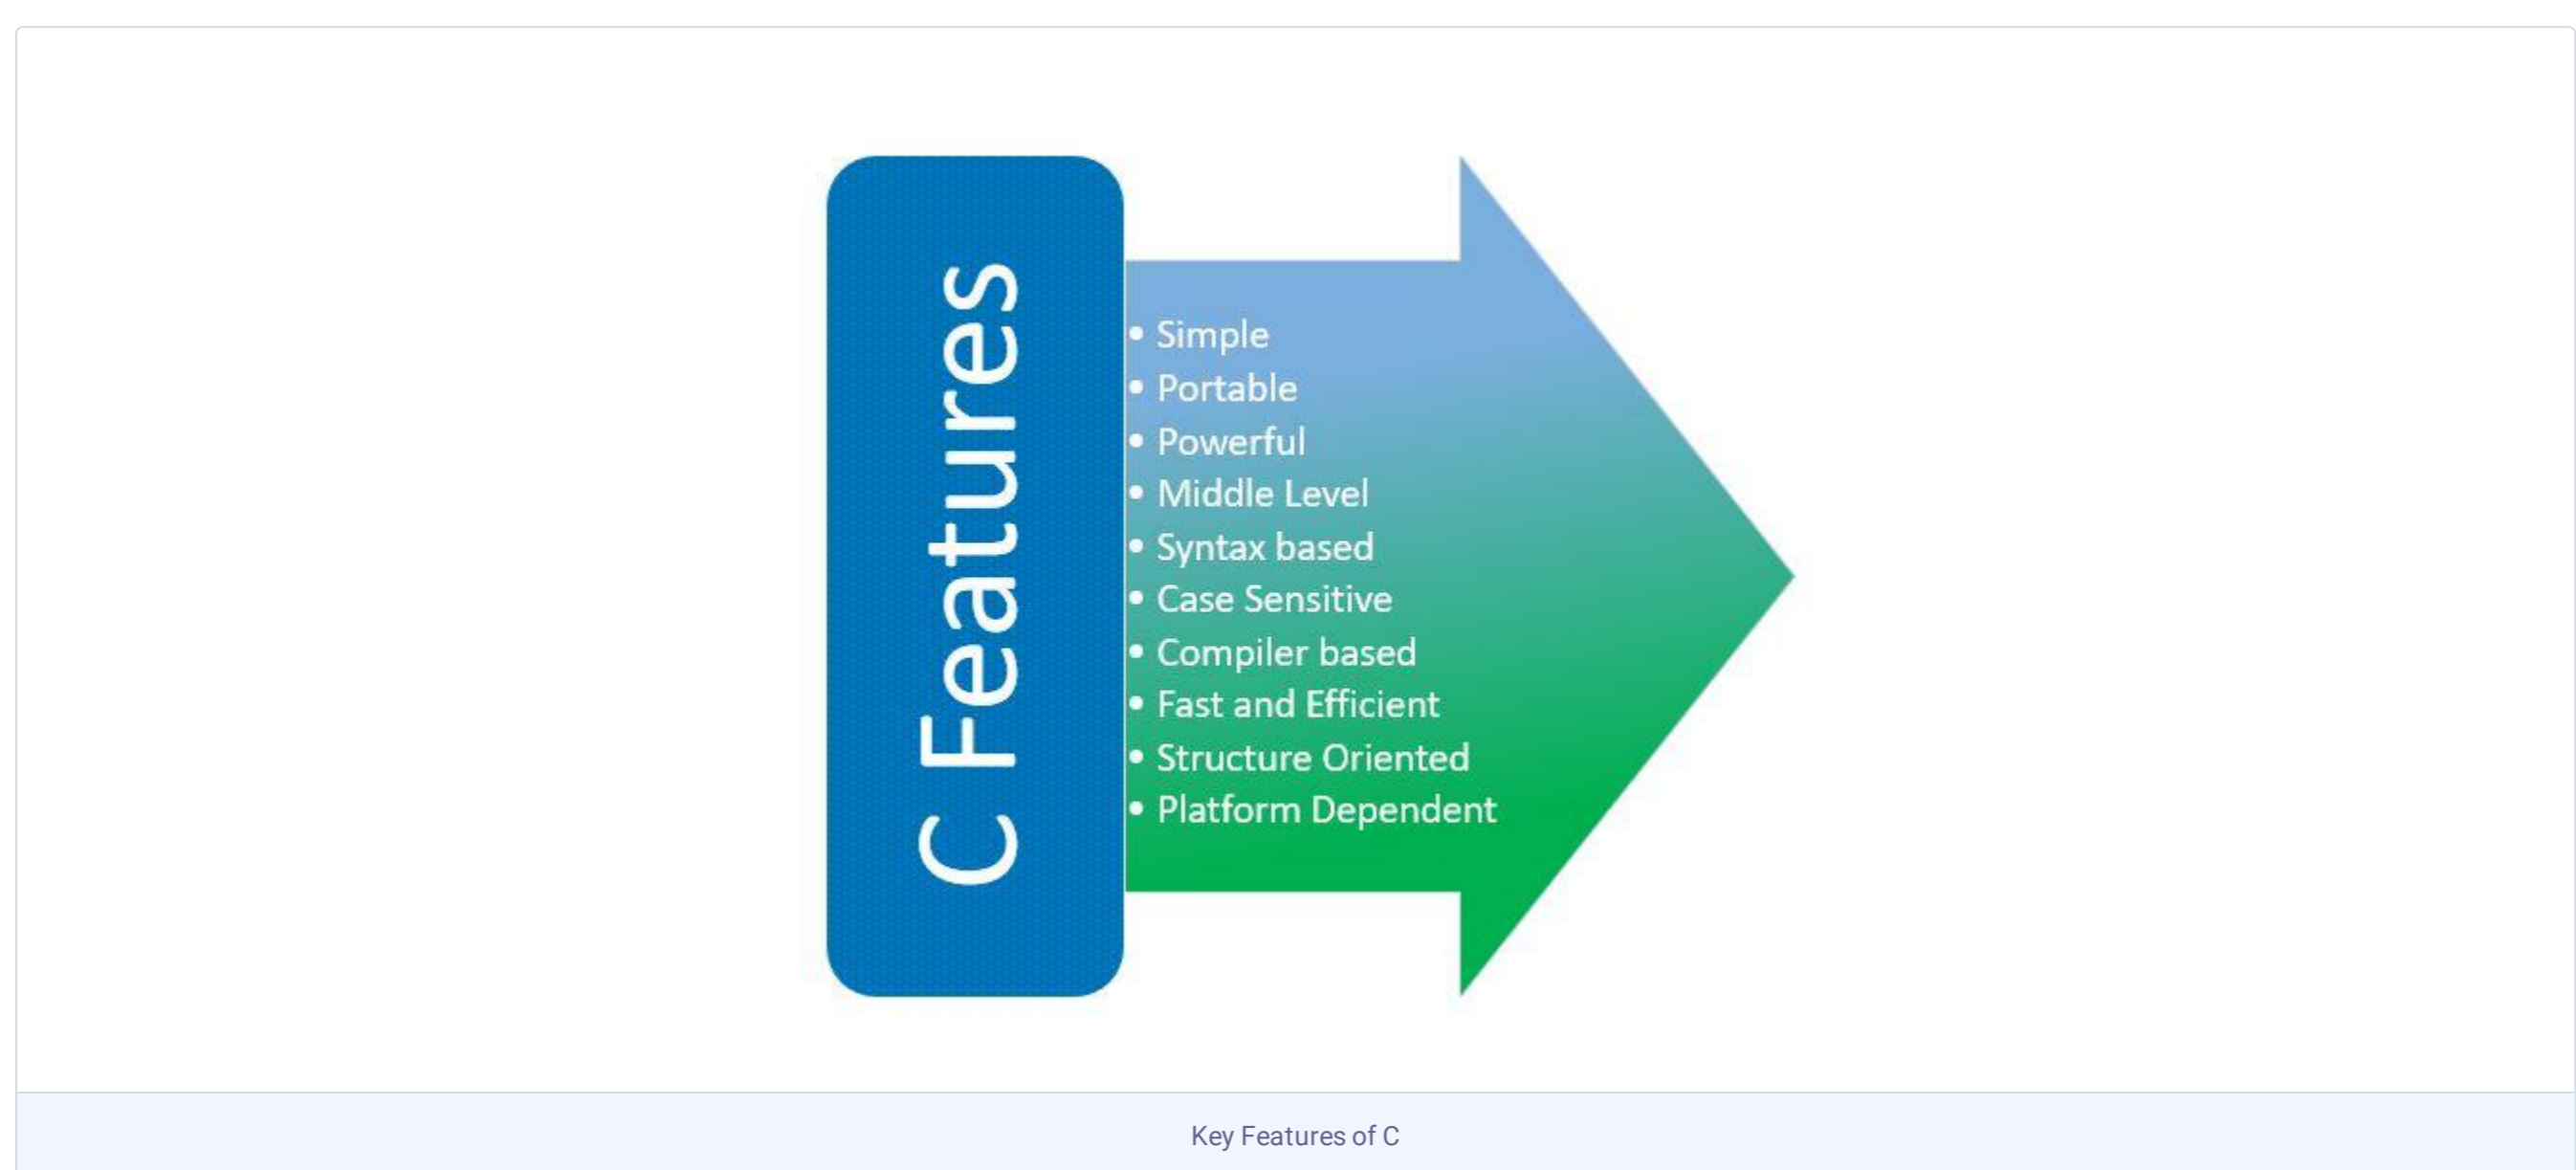 C Features
• Simple
• Portable
• Powerful
• Middle Level
• Syntax based
• Case Sensitive
• Compiler based
• Fast and Efficient
• Structure Oriented
• Platform Dependent
Key Features of C